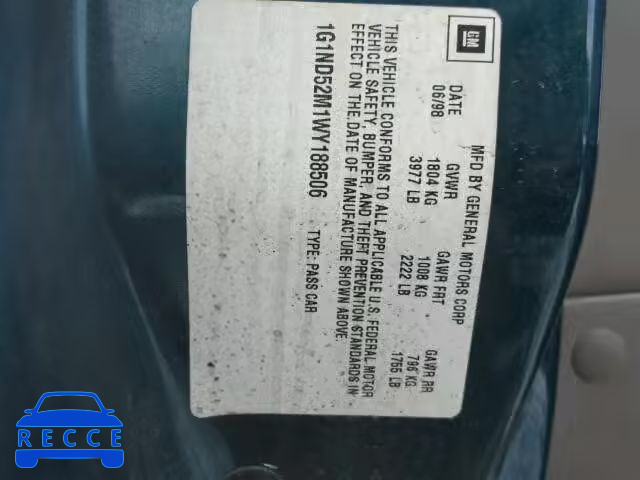 GM
MFD BY GENERAL MOTORS CORP
DATE GVWR GAWR FRT GAWR RR
06/98 1804 KG 1008 KG 796 KG
3977 LB 2222 LB 1755 LB
THIS VEHICLE CONFORMS TO ALL APPLICABLE U.S. FEDERAL MOTOR
VEHICLE SAFETY, BUMPER, AND THEFT PREVENTION STANDARDS IN
EFFECT ON THE DATE OF MANUFACTURE SHOWN ABOVE.
1G1ND52M1WY188506 TYPE: PASS CAR
RECCE